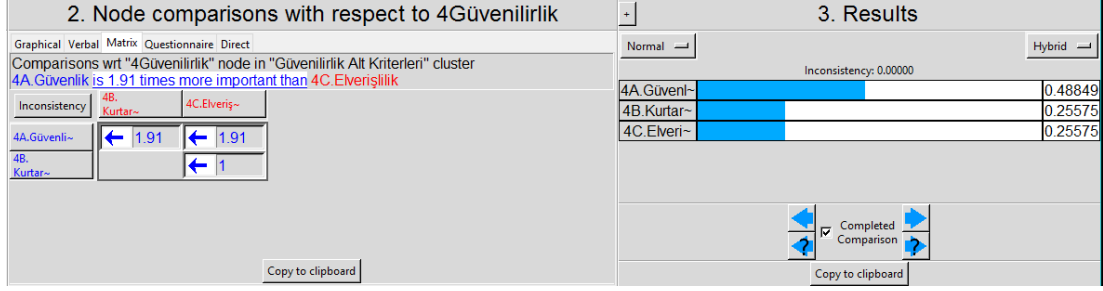 2. Node comparisons with respect to 4Güvenilirlik
Graphical Verbal Matrix Questionnaire Direct
Comparisons wrt "4Güvenilirlik" node in "Güvenilirlik Alt Kriterleri" cluster
4A.Güvenlik is 1.91 times more important than 4C.Elverişlilik
Inconsistency
4B.
Kurtar~
4C.Elveriş~
4A.Güvenli~
1.91
1.91
4B.
Kurtar~
1
Copy to clipboard
+
3. Results
Normal
Hybrid
Inconsistency: 0.00000
4A.Güvenl~ 0.48849
4B.Kurtar~ 0.25575
4C.Elveri~ 0.25575
Completed
Comparison
?
?
Copy to clipboard